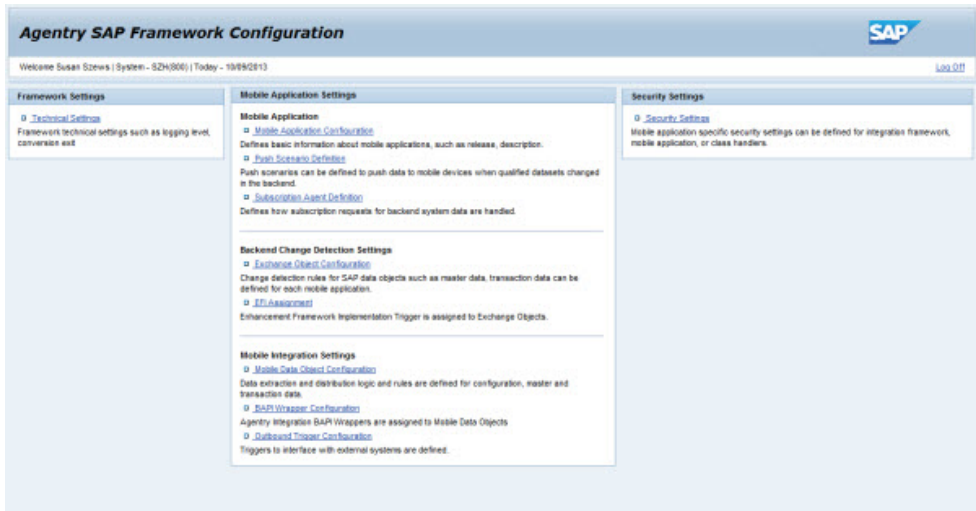 Agentry SAP Framework Configuration
SAP
Welcome Susan Szews | System - SZH(800) | Today - 10/09/2013
Log Off
Framework Settings
Technical Settings
Framework technical settings such as logging level,
conversion exit
Mobile Application Settings
Mobile Application
Mobile Application Configuration
Defines basic information about mobile applications, such as release, description.
Push Scenario Definition
Push scenarios can be defined to push data to mobile devices when qualified datasets changed
in the backend.
Subscription Agent Definition
Defines how subscription requests for backend system data are handled.
Backend Change Detection Settings
Exchange Object Configuration
Change detection rules for SAP data objects such as master data, transaction data can be
defined for each mobile application.
EFI Assignment
Enhancement Framework Implementation Trigger is assigned to Exchange Objects.
Mobile Integration Settings
Mobile Data Object Configuration
Data extraction and distribution logic and rules are defined for configuration, master and
transaction data.
BAPI Wrapper Configuration
Agentry Integration BAPI Wrappers are assigned to Mobile Data Objects
Outbound Trigger Configuration
Triggers to interface with external systems are defined.
Security Settings
Security Settings
Mobile application specific security settings can be defined for integration framework,
mobile application, or class handlers.